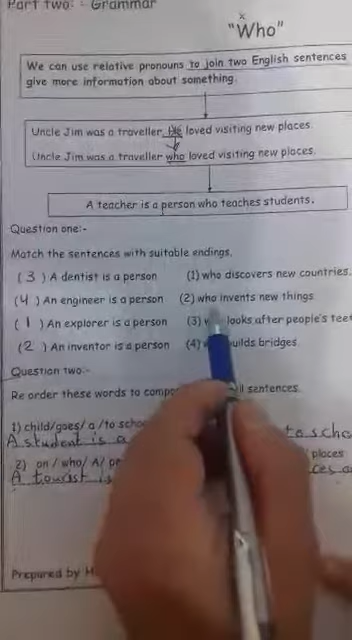 Part two: - Grammar
x
"Who"
We can use relative pronouns to join two English sentences
give more information about something.
Uncle Jim was a traveller. He loved visiting new places.
Uncle Jim was a traveller who loved visiting new places.
A teacher is a person who teaches students.
Question one:-
Match the sentences with suitable endings.
( 3 ) A dentist is a person (1) who discovers new countries.
( 4 ) An engineer is a person (2) who invents new things
( 1 ) An explorer is a person (3) looks after people's teet
( 2 ) An inventor is a person (4) builds bridges.
Question two:-
Re order these words to sentences.
1) child/goes/ a /to
A student is a to scho
2) on / who/ A/ places
A tourist is
Prepared by